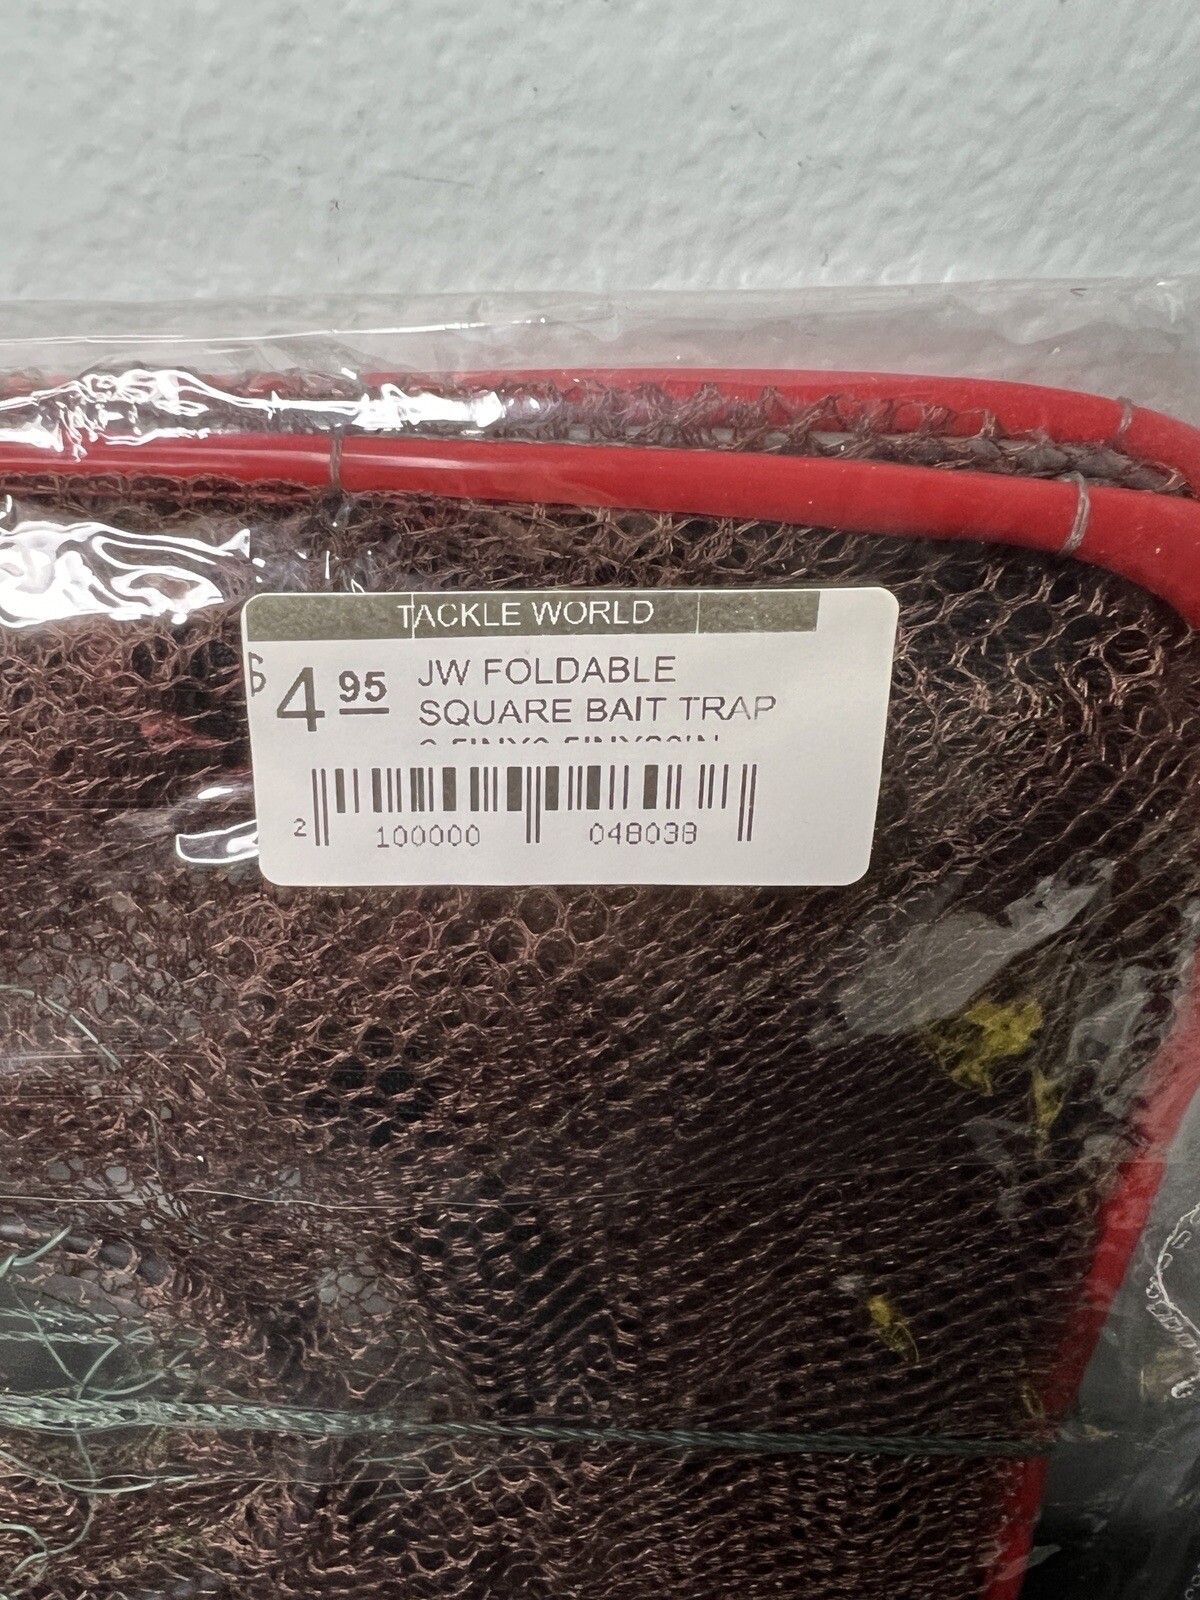 TACKLE WORLD
$4 95
JW FOLDABLE
SQUARE BAIT TRAP
2 100000 048038